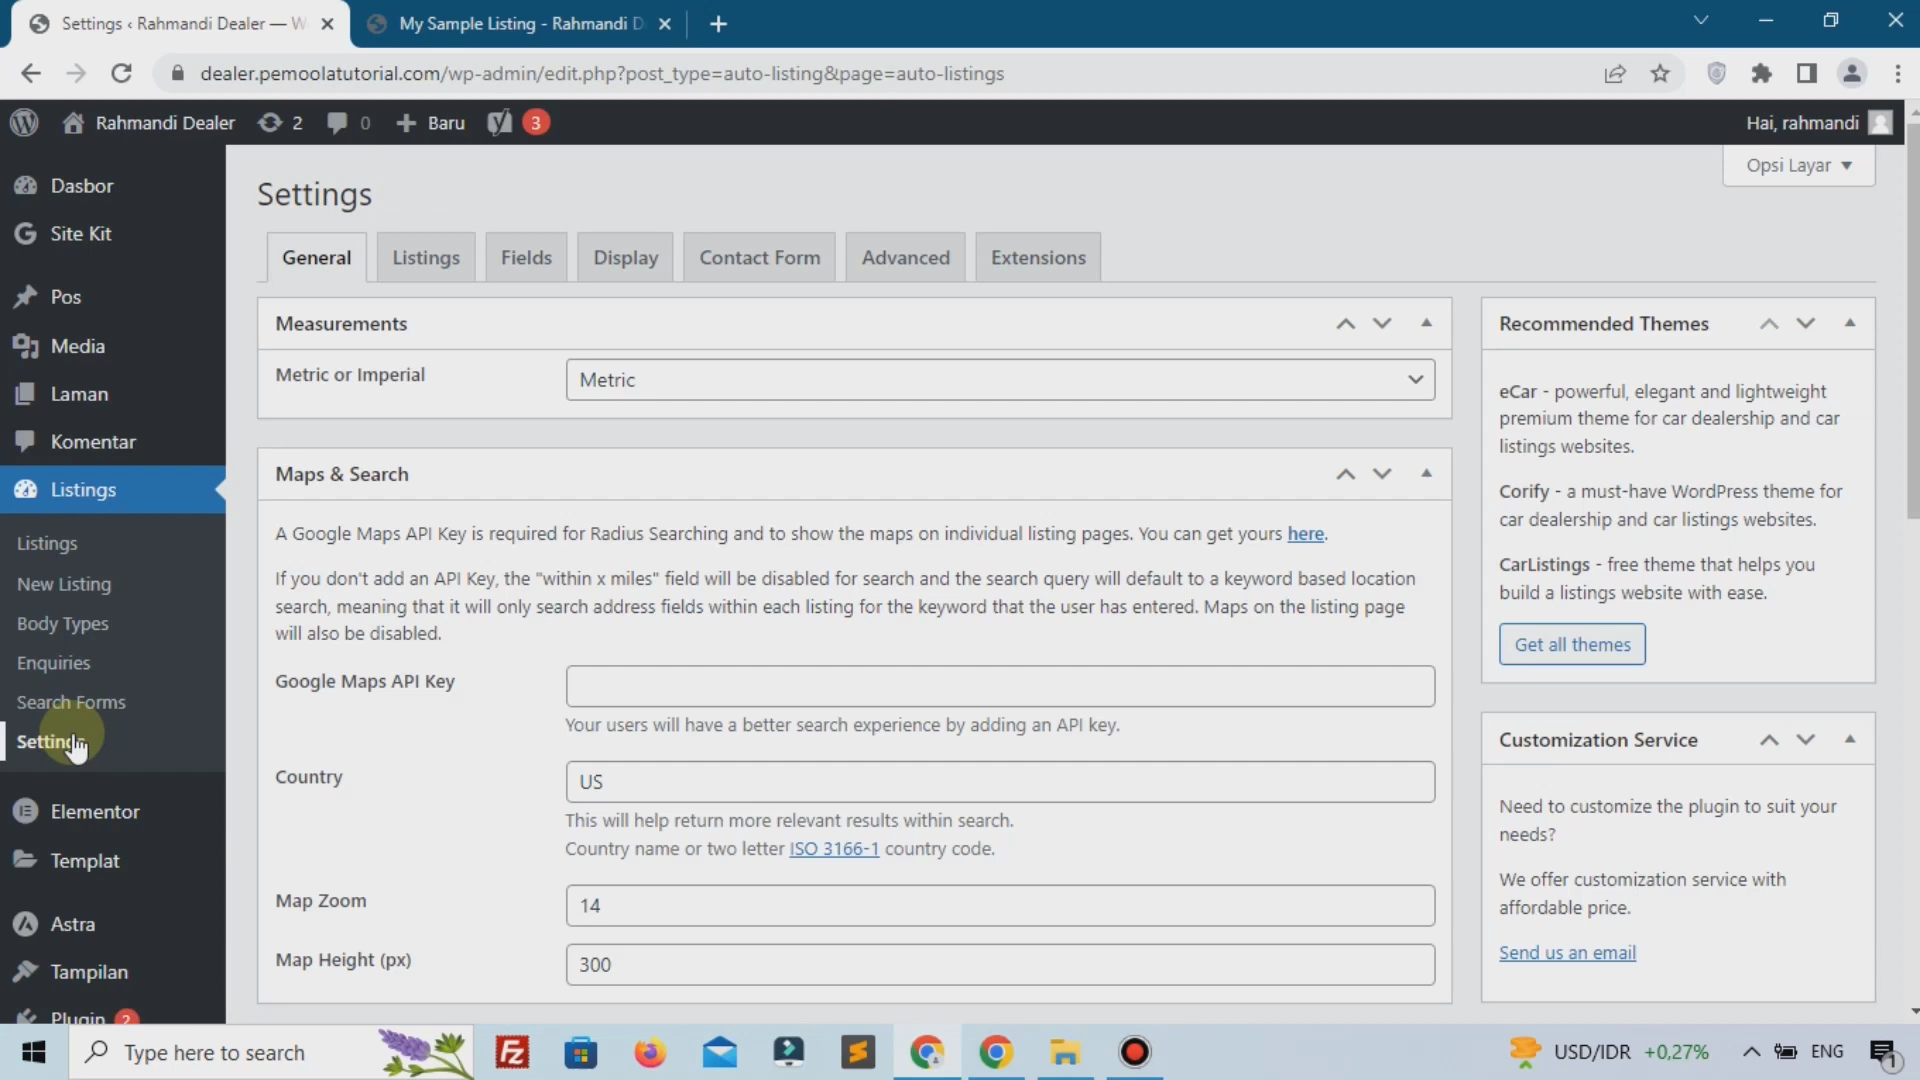 Settings ‹ Rahmandi Dealer — W
My Sample Listing - Rahmandi D
dealer.pemoolatutorial.com/wp-admin/edit.php?post_type=auto-listing&page=auto-listings
Rahmandi Dealer
2
0
Baru
3
Hai, rahmandi
Opsi Layar
Dasbor
Site Kit
Pos
Media
Laman
Komentar
Listings
Listings
New Listing
Body Types
Enquiries
Search Forms
Settings
Elementor
Templat
Astra
Tampilan
Plugin 2
Settings
General
Listings
Fields
Display
Contact Form
Advanced
Extensions
Measurements
Metric or Imperial
Metric
Maps & Search
A Google Maps API Key is required for Radius Searching and to show the maps on individual listing pages. You can get yours here.
If you don't add an API Key, the "within x miles" field will be disabled for search and the search query will default to a keyword based location
search, meaning that it will only search address fields within each listing for the keyword that the user has entered. Maps on the listing page
will also be disabled.
Google Maps API Key
Your users will have a better search experience by adding an API key.
Country
US
This will help return more relevant results within search.
Country name or two letter ISO 3166-1 country code.
Map Zoom
14
Map Height (px)
300
Recommended Themes
eCar - powerful, elegant and lightweight
premium theme for car dealership and car
listings websites.
Corify - a must-have WordPress theme for
car dealership and car listings websites.
CarListings - free theme that helps you
build a listings website with ease.
Get all themes
Customization Service
Need to customize the plugin to suit your
needs?
We offer customization service with
affordable price.
Send us an email
Type here to search
USD/IDR +0,27%
ENG
1